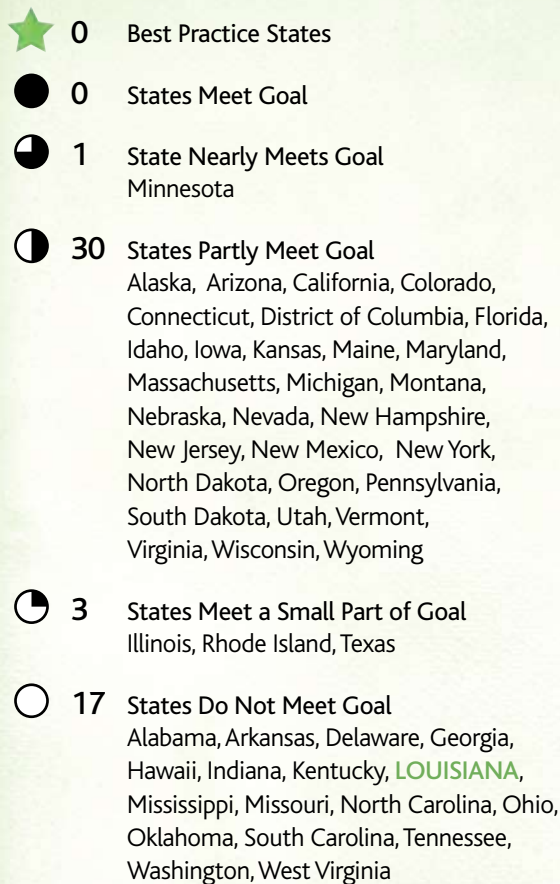 0 Best Practice States
0 States Meet Goal
1 State Nearly Meets Goal
Minnesota
30 States Partly Meet Goal
Alaska, Arizona, California, Colorado,
Connecticut, District of Columbia, Florida,
Idaho, Iowa, Kansas, Maine, Maryland,
Massachusetts, Michigan, Montana,
Nebraska, Nevada, New Hampshire,
New Jersey, New Mexico, New York,
North Dakota, Oregon, Pennsylvania,
South Dakota, Utah, Vermont,
Virginia, Wisconsin, Wyoming
3 States Meet a Small Part of Goal
Illinois, Rhode Island, Texas
17 States Do Not Meet Goal
Alabama, Arkansas, Delaware, Georgia,
Hawaii, Indiana, Kentucky, LOUISIANA,
Mississippi, Missouri, North Carolina, Ohio,
Oklahoma, South Carolina, Tennessee,
Washington, West Virginia